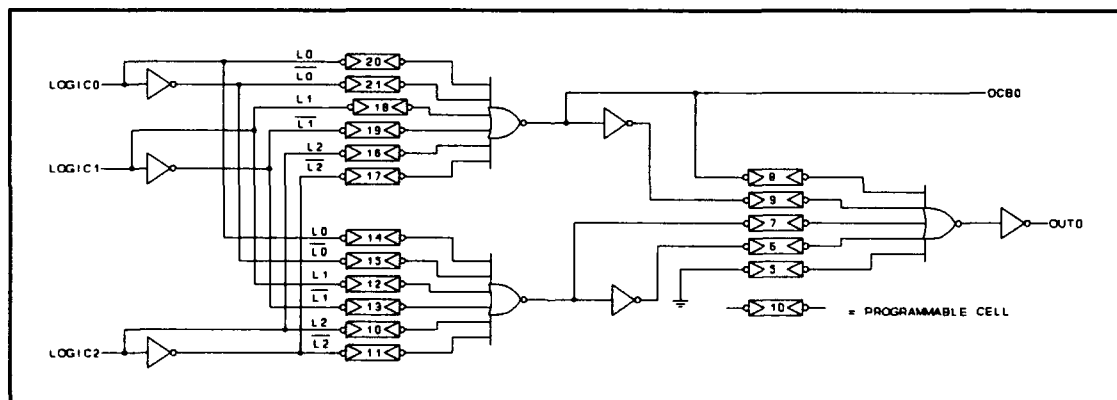 LOGIC0
L0
20
L0
21
L1
18
L1
19
L2
16
L2
17
OCB0
LOGIC1
8
9
7
6
5
OUT0
L0
14
L0
15
L1
12
L1
13
L2
10
L2
11
LOGIC2
10
= PROGRAMMABLE CELL